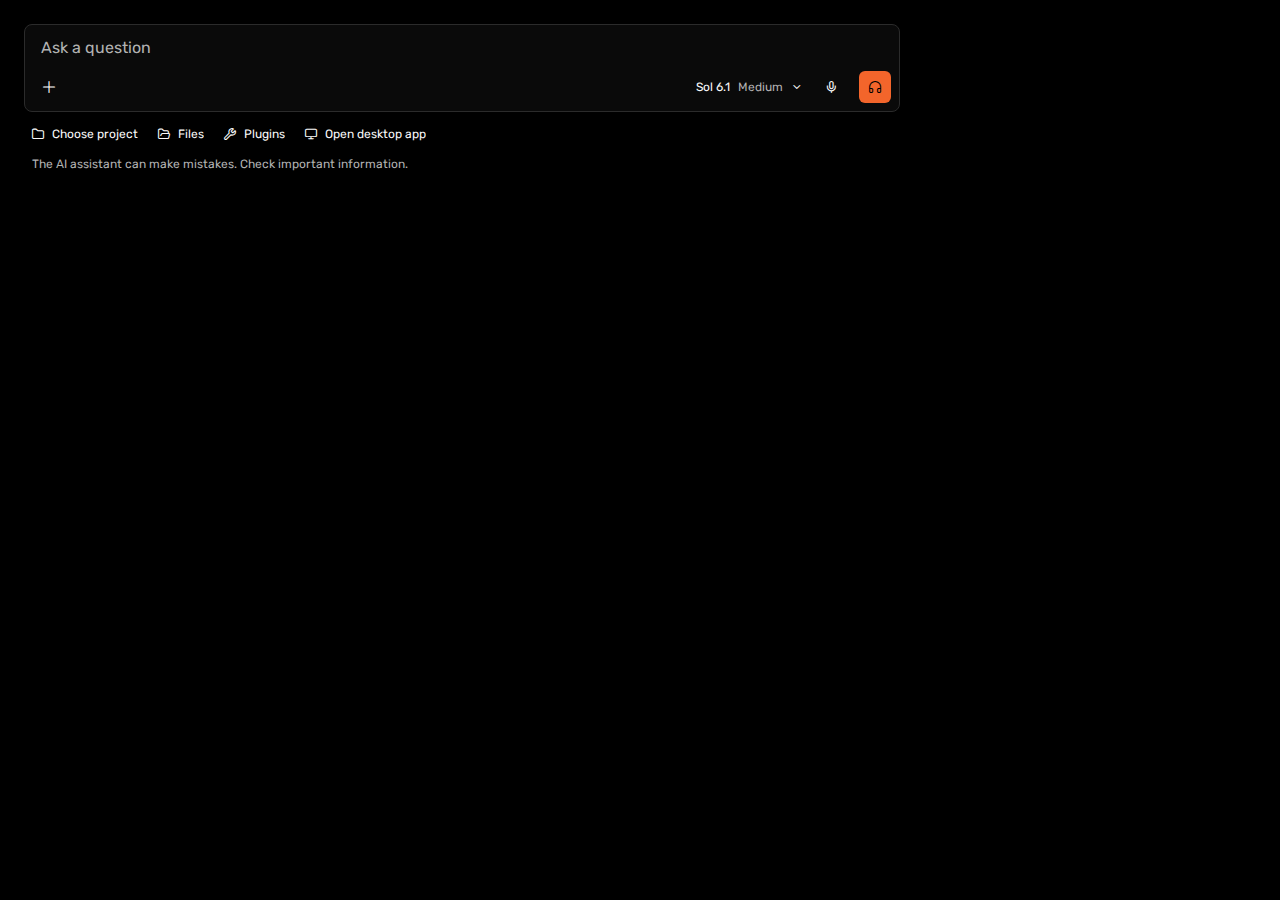 Ask a question
Sol 6.1 Medium
Choose project Files Plugins Open desktop app
The AI assistant can make mistakes. Check important information.